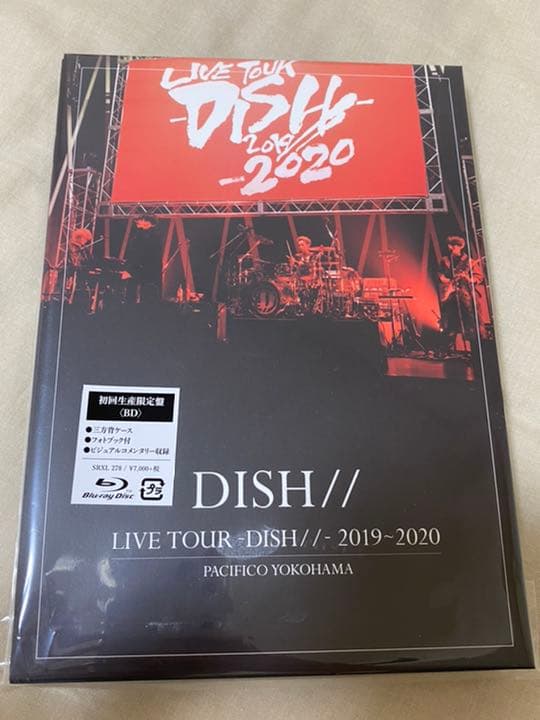 LIVE TOUR
-DISH//-
2019//
-2020
初回生産限定盤
〈BD〉
●三方背ケース
●フォトブック付
●ビジュアルコメンタリー収録
SRXL 278 / ¥7,000+税
Blu-ray Disc
プラ
DISH//
LIVE TOUR -DISH//- 2019~2020
PACIFICO YOKOHAMA